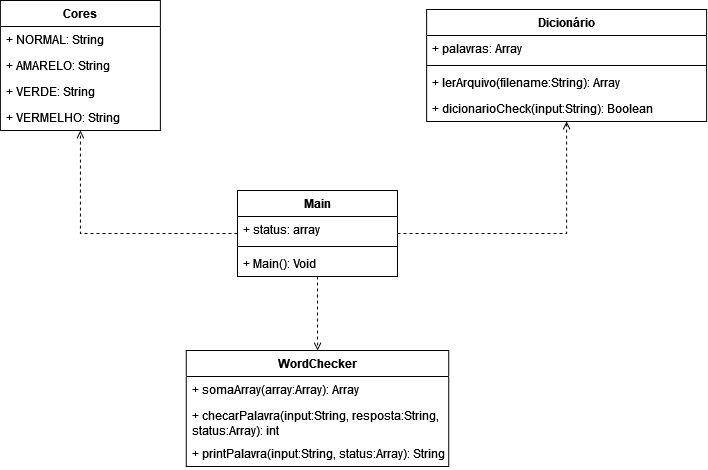 Cores
+ NORMAL: String
+ AMARELO: String
+ VERDE: String
+ VERMELHO: String
Dicionário
+ palavras: Array
+ lerArquivo(filename:String): Array
+ dicionarioCheck(input:String): Boolean
Main
+ status: array
+ Main(): Void
WordChecker
+ somaArray(array:Array): Array
+ checarPalavra(input:String, resposta:String,
status:Array): int
+ printPalavra(input:String, status:Array): String